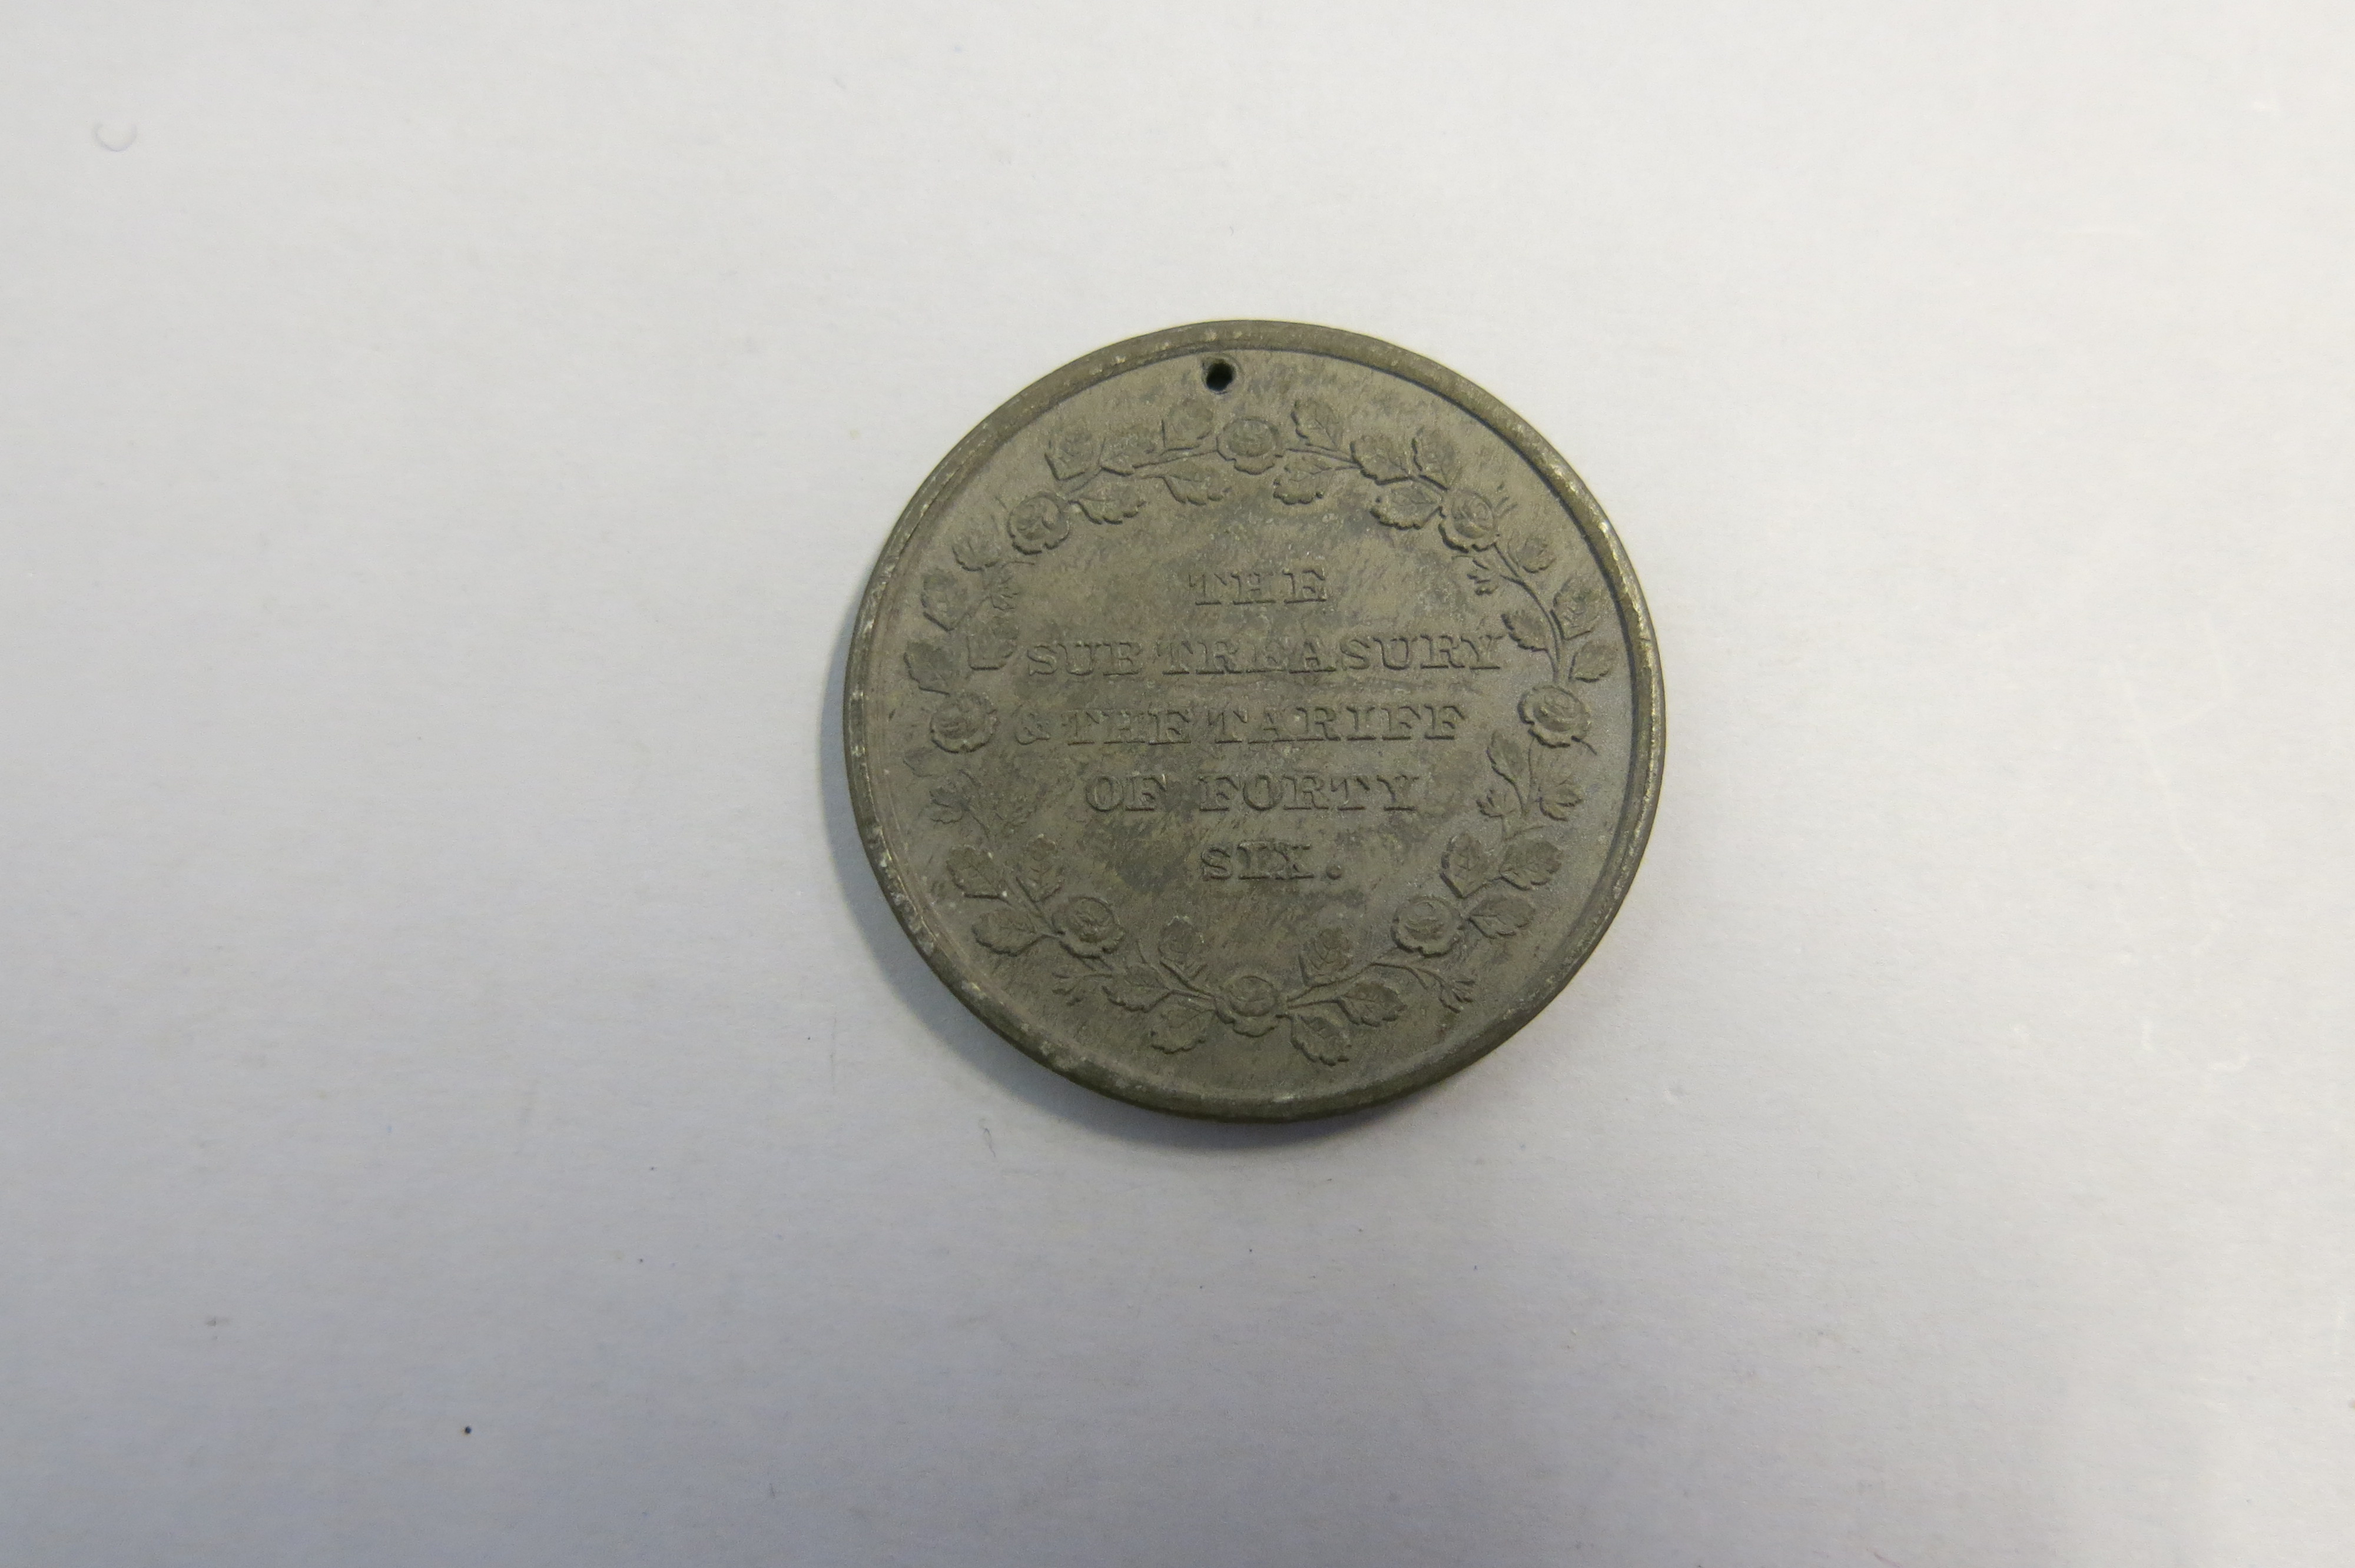 THE
SUB TREASURY
& THE TARIFF
OF FORTY
SIX.